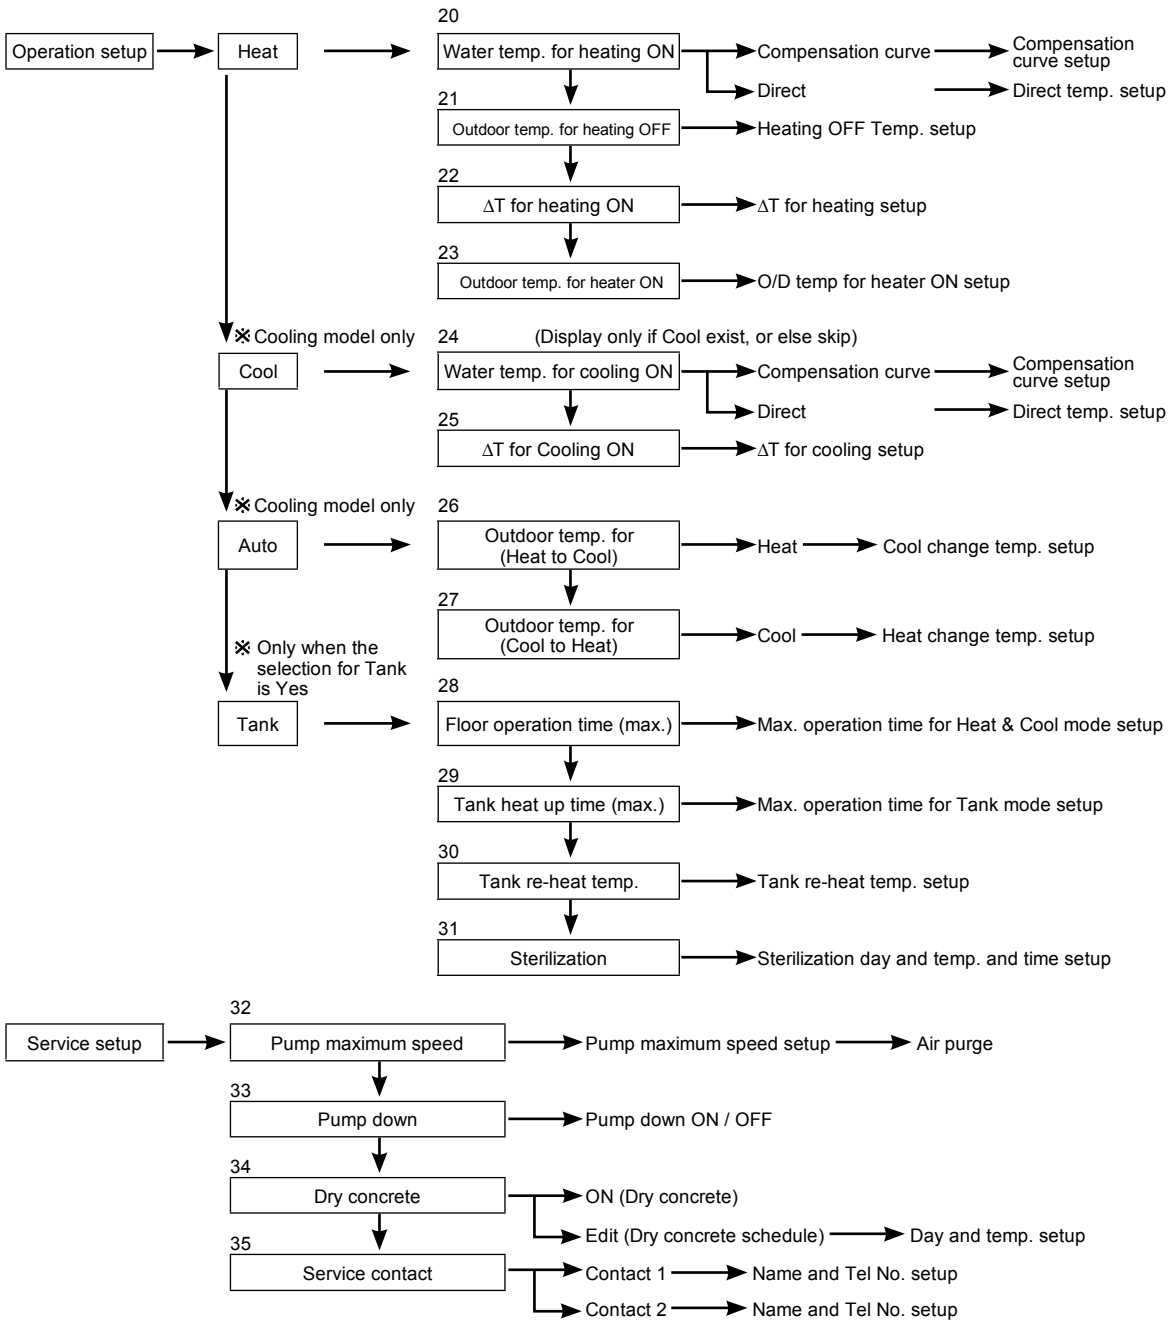 20
Operation setup
Heat
Water temp. for heating ON
Compensation curve
Compensation
curve setup
Direct
Direct temp. setup
21
Outdoor temp. for heating OFF
Heating OFF Temp. setup
22
ΔT for heating ON
ΔT for heating setup
23
Outdoor temp. for heater ON
O/D temp for heater ON setup
※ Cooling model only
24
(Display only if Cool exist, or else skip)
Cool
Water temp. for cooling ON
Compensation curve
Compensation
curve setup
Direct
Direct temp. setup
25
ΔT for Cooling ON
ΔT for cooling setup
※ Cooling model only
26
Auto
Outdoor temp. for
(Heat to Cool)
Heat
Cool change temp. setup
27
Outdoor temp. for
(Cool to Heat)
Cool
Heat change temp. setup
※ Only when the
selection for Tank
is Yes
28
Tank
Floor operation time (max.)
Max. operation time for Heat & Cool mode setup
29
Tank heat up time (max.)
Max. operation time for Tank mode setup
30
Tank re-heat temp.
Tank re-heat temp. setup
31
Sterilization
Sterilization day and temp. and time setup
32
Service setup
Pump maximum speed
Pump maximum speed setup
Air purge
33
Pump down
Pump down ON / OFF
34
Dry concrete
ON (Dry concrete)
Edit (Dry concrete schedule)
Day and temp. setup
35
Service contact
Contact 1
Name and Tel No. setup
Contact 2
Name and Tel No. setup